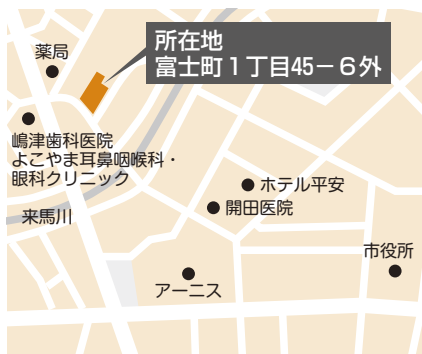 所在地
富士町１丁目45－６外
薬局
嶋津歯科医院
よこやま耳鼻咽喉科・
眼科クリニック
来馬川
ホテル平安
開田医院
市役所
アーニス